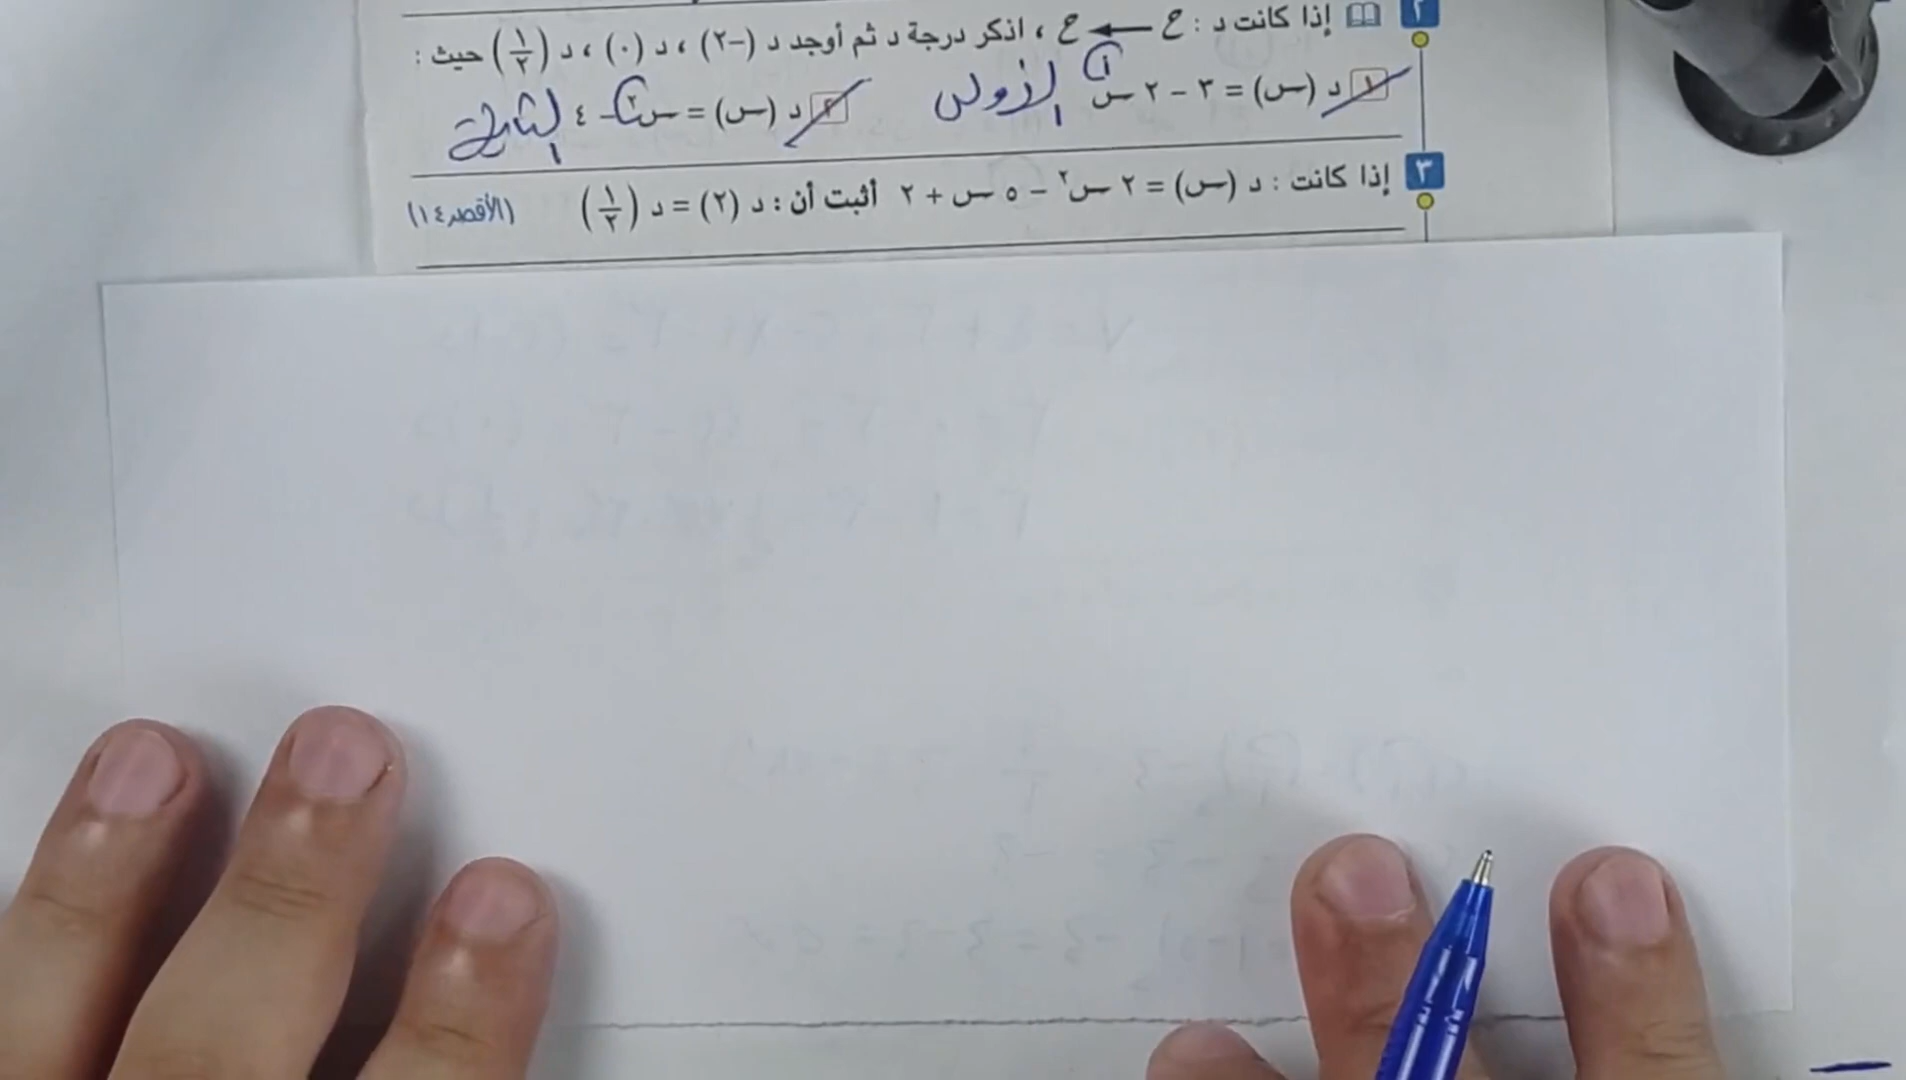 ٢ إذا كانت د : ح ← ح ، اذكر درجة د ثم أوجد د (-٢) ، د (٠) ، د (١/٢) حيث :
١ د (س) = ٣ - ٢ س١ الأولى ٢ د (س) = س٢ - ٤ الثانية
٣ إذا كانت : د (س) = ٢ س٢ - ٥ س + ٢ أثبت أن : د (٢) = د (١/٢) (الأقصر ١٤)